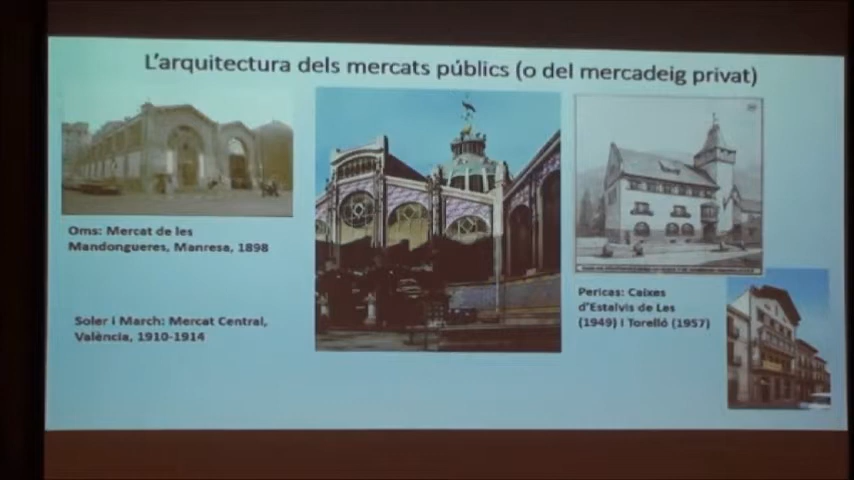 L'arquitectura dels mercats públics (o del mercadeig privat)
Oms: Mercat de les
Mandongueres, Manresa, 1898
Soler i March: Mercat Central,
València, 1910-1914
Pericas: Caixes
d'Estalvis de Les
(1949) i Torelló (1957)